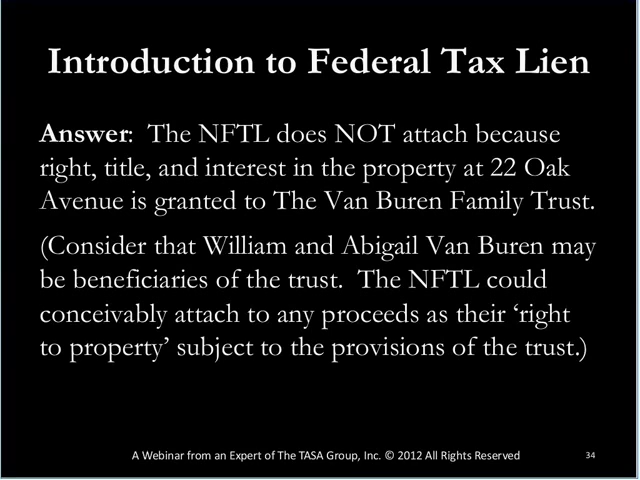 Introduction to Federal Tax Lien
Answer:  The NFTL does NOT attach because
right, title, and interest in the property at 22 Oak
Avenue is granted to The Van Buren Family Trust.
(Consider that William and Abigail Van Buren may
be beneficiaries of the trust.  The NFTL could
conceivably attach to any proceeds as their ‘right
to property’ subject to the provisions of the trust.)
A Webinar from an Expert of The TASA Group, Inc. © 2012 All Rights Reserved
34